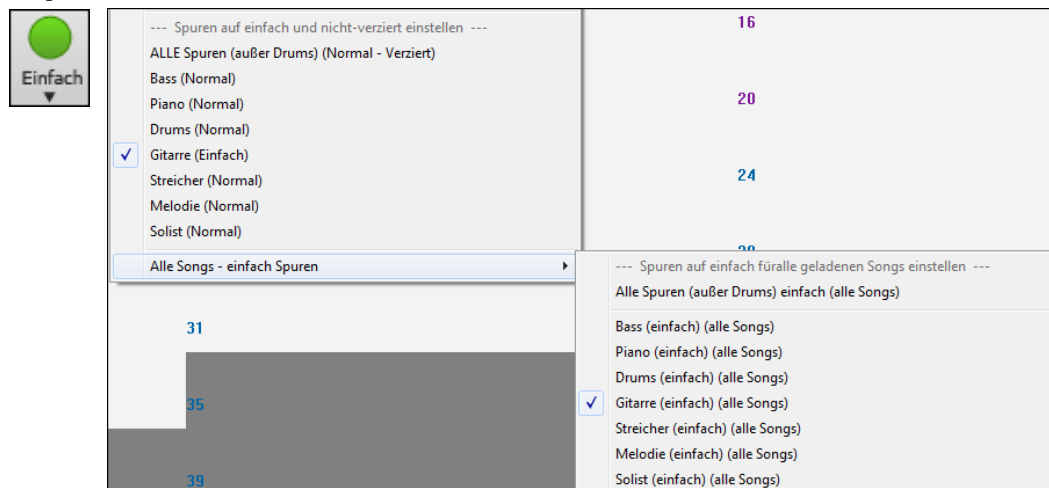 Einfach
--- Spuren auf einfach und nicht-verziert einstellen ---
ALLE Spuren (außer Drums) (Normal - Verziert)
Bass (Normal)
Piano (Normal)
Drums (Normal)
Gitarre (Einfach)
Streicher (Normal)
Melodie (Normal)
Solist (Normal)
Alle Songs - einfach Spuren
16
20
24
--- Spuren auf einfach füralle geladenen Songs einstellen ---
Alle Spuren (außer Drums) einfach (alle Songs)
Bass (einfach) (alle Songs)
Piano (einfach) (alle Songs)
Drums (einfach) (alle Songs)
Gitarre (einfach) (alle Songs)
Streicher (einfach) (alle Songs)
Melodie (einfach) (alle Songs)
Solist (einfach) (alle Songs)
31
35
39